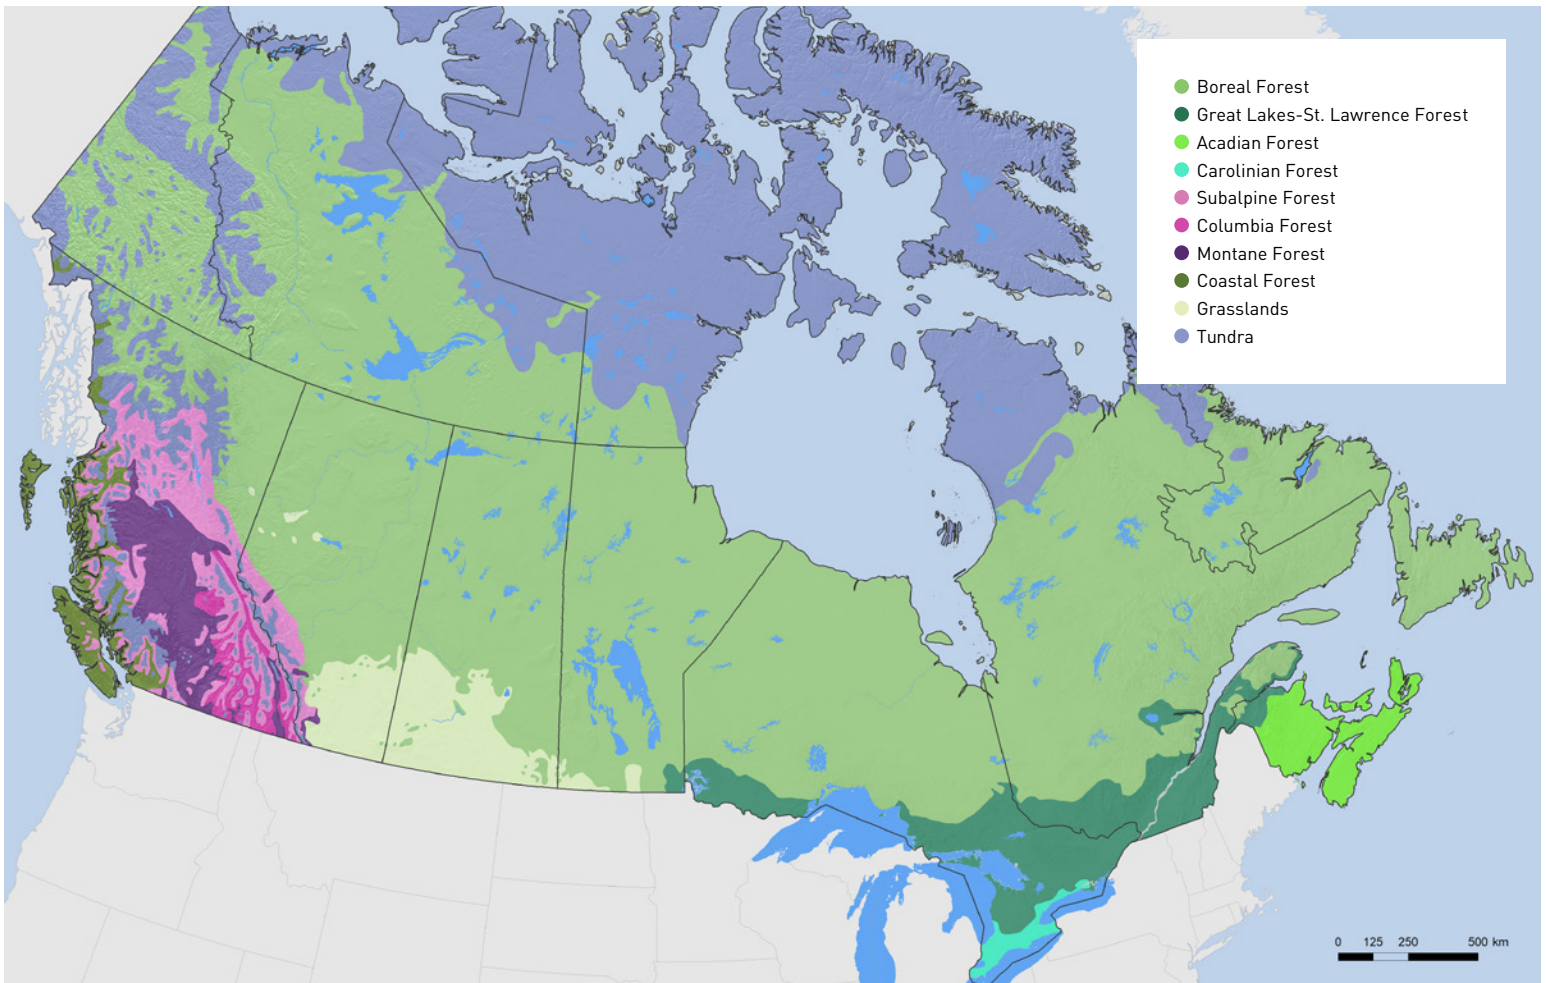 Boreal Forest
Great Lakes-St. Lawrence Forest
Acadian Forest
Carolinian Forest
Subalpine Forest
Columbia Forest
Montane Forest
Coastal Forest
Grasslands
Tundra
0 125 250 500 km